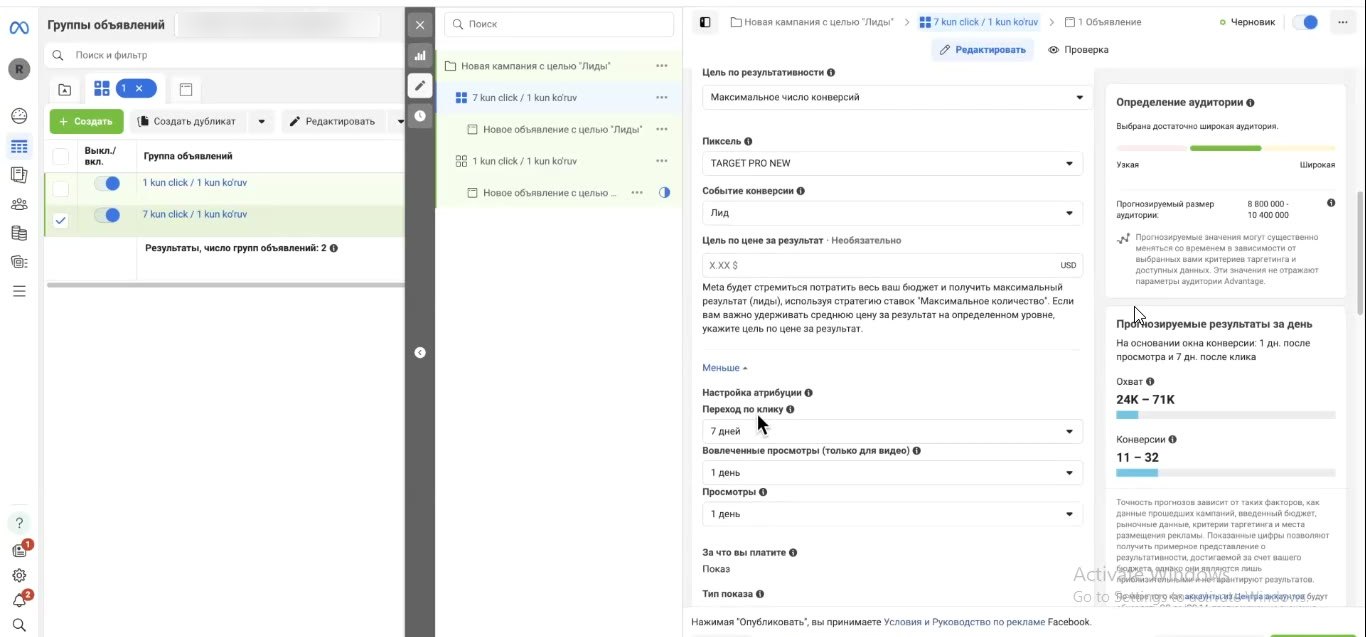 Группы объявлений
Поиск и фильтр
1 ×
+ Создать
Создать дубликат
Редактировать
Выкл./
вкл.
Группа объявлений
1 kun click / 1 kun ko'ruv
7 kun click / 1 kun ko'ruv
Результаты, число групп объявлений: 2
R
?
1
2
Поиск
Новая кампания с целью "Лиды"
7 kun click / 1 kun ko'ruv
Новое объявление с целью "Лиды"
1 kun click / 1 kun ko'ruv
Новое объявление с целью ...
Новая кампания с целью "Лиды" > 7 kun click / 1 kun ko'ruv > 1 Объявление
Черновик
Редактировать
Проверка
Цель по результативности
Максимальное число конверсий
Пиксель
TARGET PRO NEW
Событие конверсии
Лид
Цель по цене за результат · Необязательно
X.XX $
USD
Meta будет стремиться потратить весь ваш бюджет и получить максимальный
результат (лиды), используя стратегию ставок "Максимальное количество". Если
вам важно удерживать среднюю цену за результат на определенном уровне,
укажите цель по цене за результат.
Меньше
Настройка атрибуции
Переход по клику
7 дней
Вовлеченные просмотры (только для видео)
1 день
Просмотры
1 день
За что вы платите
Показ
Тип показа
Нажимая "Опубликовать", вы принимаете Условия и Руководство по рекламе Facebook.
Определение аудитории
Выбрана достаточно широкая аудитория.
Узкая
Широкая
Прогнозируемый размер
аудитории:
8 800 000 -
10 400 000
Прогнозируемые значения могут существенно
меняться со временем в зависимости от
выбранных вами критериев таргетинга и
доступных данных. Эти значения не отражают
параметры аудитории Advantage.
Прогнозируемые результаты за день
На основании окна конверсии: 1 дн. после
просмотра и 7 дн. после клика
Охват
24K – 71K
Конверсии
11 – 32
Точность прогнозов зависит от таких факторов, как
данные прошедших кампаний, введенный бюджет,
рыночные данные, критерии таргетинга и места
размещения рекламы. Показанные цифры позволяют
получить примерное представление о
результативности, достигаемой за счет вашего
бюджета, однако они являются лишь
приблизительными и не гарантируют результатов.
Activate Windows
Go to Settings to activate Windows.